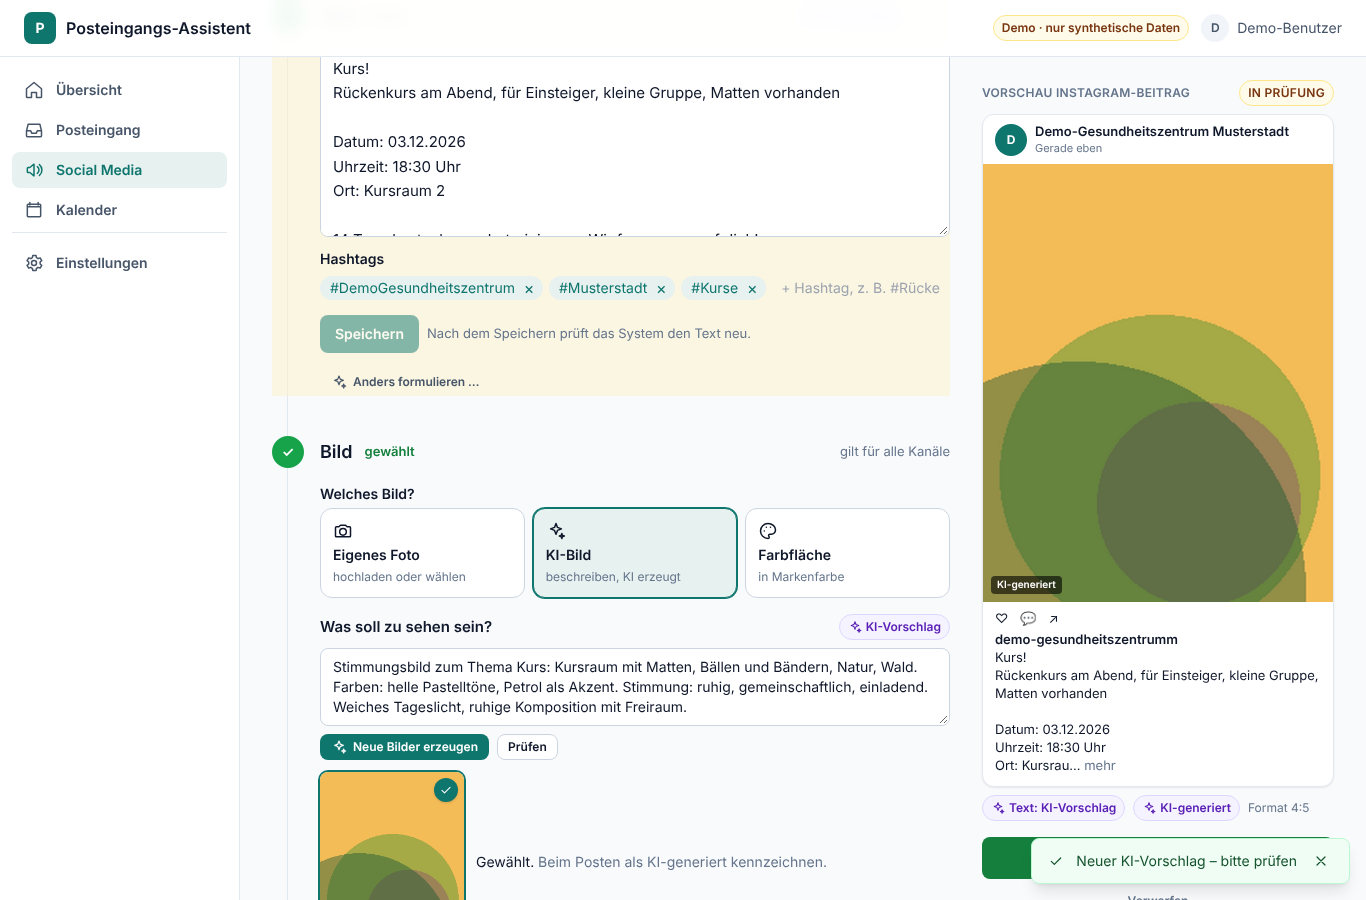 P Posteingangs-Assistent
Demo · nur synthetische Daten
D Demo-Benutzer
Übersicht
Posteingang
Social Media
Kalender
Einstellungen
Kurs!
Rückenkurs am Abend, für Einsteiger, kleine Gruppe, Matten vorhanden
Datum: 03.12.2026
Uhrzeit: 18:30 Uhr
Ort: Kursraum 2
Hashtags
#DemoGesundheitszentrum × #Musterstadt × #Kurse × + Hashtag, z. B. #Rücke
Speichern Nach dem Speichern prüft das System den Text neu.
Anders formulieren ...
Bild gewählt gilt für alle Kanäle
Welches Bild?
Eigenes Foto
hochladen oder wählen
KI-Bild
beschreiben, KI erzeugt
Farbfläche
in Markenfarbe
Was soll zu sehen sein? KI-Vorschlag
Stimmungsbild zum Thema Kurs: Kursraum mit Matten, Bällen und Bändern, Natur, Wald.
Farben: helle Pastelltöne, Petrol als Akzent. Stimmung: ruhig, gemeinschaftlich, einladend.
Weiches Tageslicht, ruhige Komposition mit Freiraum.
Neue Bilder erzeugen Prüfen
Gewählt. Beim Posten als KI-generiert kennzeichnen.
VORSCHAU INSTAGRAM-BEITRAG IN PRÜFUNG
D Demo-Gesundheitszentrum Musterstadt
Gerade eben
KI-generiert
demo-gesundheitszentrumm
Kurs!
Rückenkurs am Abend, für Einsteiger, kleine Gruppe,
Matten vorhanden
Datum: 03.12.2026
Uhrzeit: 18:30 Uhr
Ort: Kursrau... mehr
Text: KI-Vorschlag KI-generiert Format 4:5
Neuer KI-Vorschlag – bitte prüfen